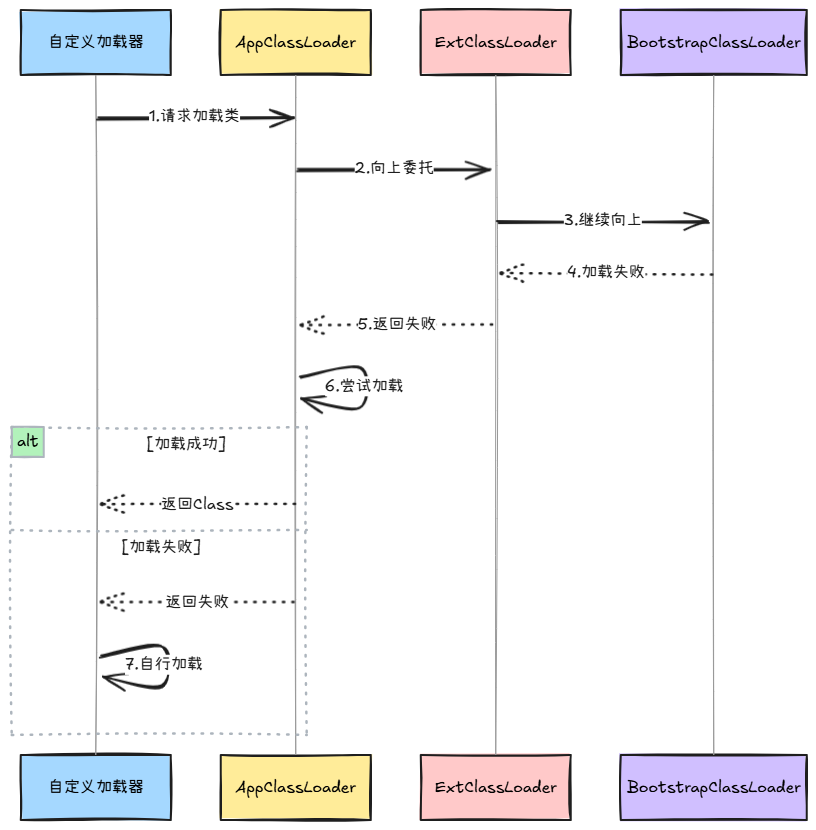 自定义加载器
AppClassLoader
ExtClassLoader
BootstrapClassLoader
1.请求加载类
2.向上委托
3.继续向上
4.加载失败
5.返回失败
6.尝试加载
alt
[加载成功]
返回Class
[加载失败]
返回失败
7.自行加载
自定义加载器
AppClassLoader
ExtClassLoader
BootstrapClassLoader